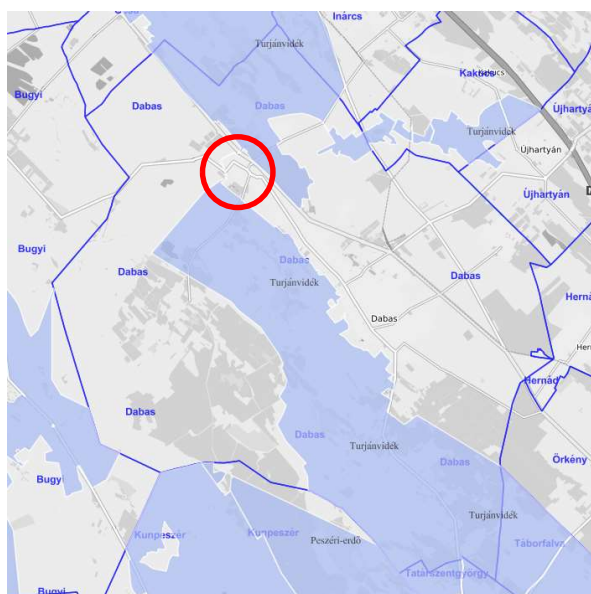 Inárcs
Turjánvidék
Kakucs
Bugyi
Dabas
Dabas
Újhartyán
Turjánvidék
Újhartyán
Újhartyán
Bugyi
Dabas
Dabas
Turjánvidék
Dabas
Dabas
Hernád
Dabas
Dabas
Turjánvidék
Dabas
Örkény
Bugyi
Turjánvidék
Kunpeszér
Kunpeszér
Peszéri-erdő
Táborfalva
Tatárszentgyörgy
Bugyi